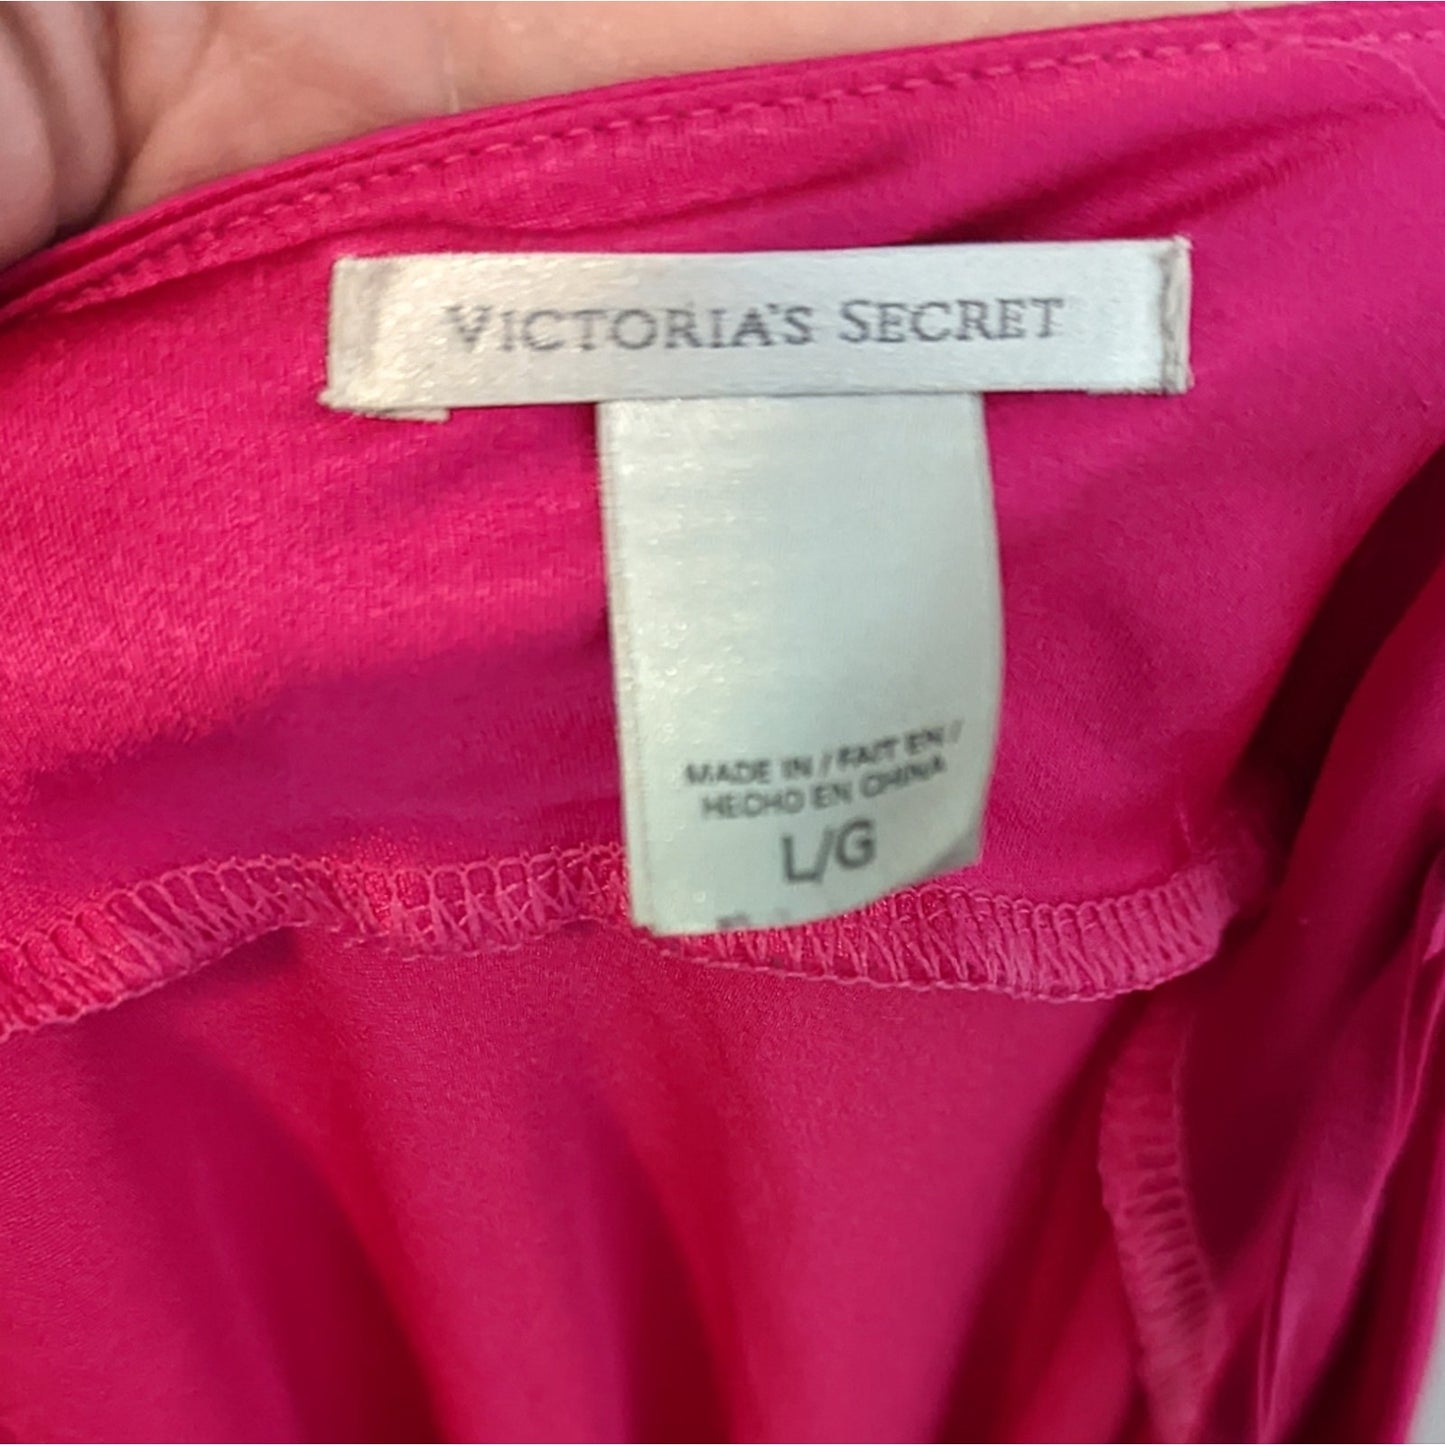 VICTORIA'S SECRET
MADE IN / FAIT EN /
HECHO EN CHINA
L/G